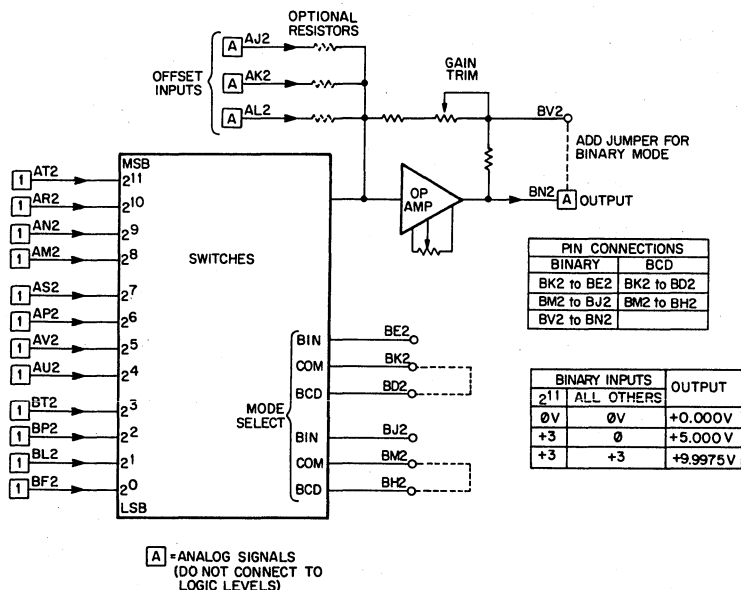 OPTIONAL
RESISTORS
OFFSET
INPUTS
A AJ2
A AK2
A AL2
GAIN
TRIM
BV2
ADD JUMPER FOR
BINARY MODE
OP
AMP
BN2
A OUTPUT
MSB
1 AT2 2^11
1 AR2 2^10
1 AN2 2^9
1 AM2 2^8
1 AS2 2^7
1 AP2 2^6
1 AV2 2^5
1 AU2 2^4
1 BT2 2^3
1 BP2 2^2
1 BL2 2^1
1 BF2 2^0
LSB
SWITCHES
MODE
SELECT
BIN BE2
COM BK2
BCD BD2
BIN BJ2
COM BM2
BCD BH2
PIN CONNECTIONS
BINARY BCD
BK2 to BE2 BK2 to BD2
BM2 to BJ2 BM2 to BH2
BV2 to BN2
BINARY INPUTS OUTPUT
2^11 ALL OTHERS
0V 0V +0.000V
+3 0 +5.000V
+3 +3 +9.9975V
A =ANALOG SIGNALS
(DO NOT CONNECT TO
LOGIC LEVELS)